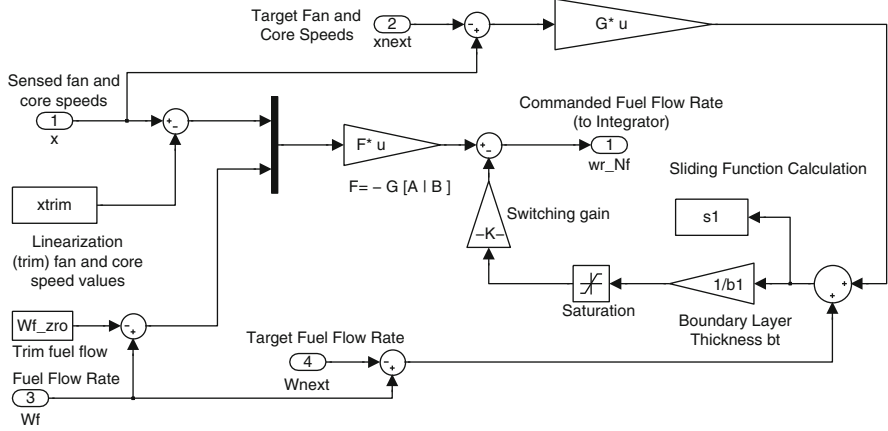 Target Fan and
Core Speeds
2
xnext
G* u
Sensed fan and
core speeds
1
x
F* u
F= – G [A | B ]
Commanded Fuel Flow Rate
(to Integrator)
1
wr_Nf
Sliding Function Calculation
xtrim
Linearization
(trim) fan and core
speed values
Switching gain
–K–
s1
1/b1
Saturation
Boundary Layer
Thickness bt
Wf_zro
Trim fuel flow
Target Fuel Flow Rate
4
Wnext
Fuel Flow Rate
3
Wf